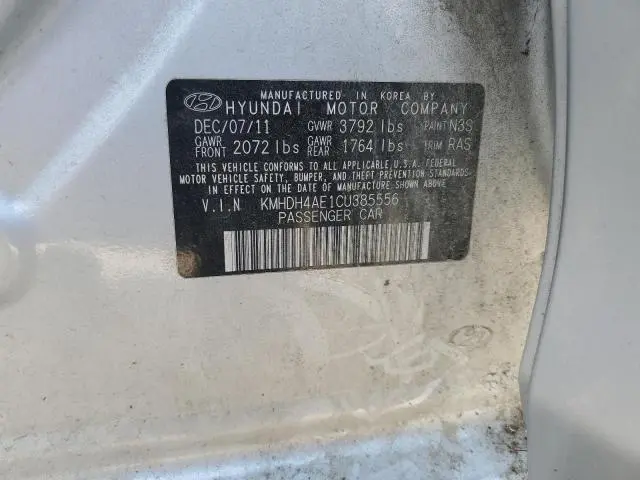 MANUFACTURED IN KOREA BY
HYUNDAI MOTOR COMPANY
DEC/07/11 GVWR 3792 lbs PAINT N3S
GAWR FRONT 2072 lbs GAWR REAR 1764 lbs TRIM RAS
THIS VEHICLE CONFORMS TO ALL APPLICABLE U.S.A. FEDERAL
MOTOR VEHICLE SAFETY, BUMPER, AND THEFT PREVENTION STANDARDS
IN EFFECT ON THE DATE OF MANUFACTURE SHOWN ABOVE.
V.I.N KMHDH4AE1CU385556
PASSENGER CAR